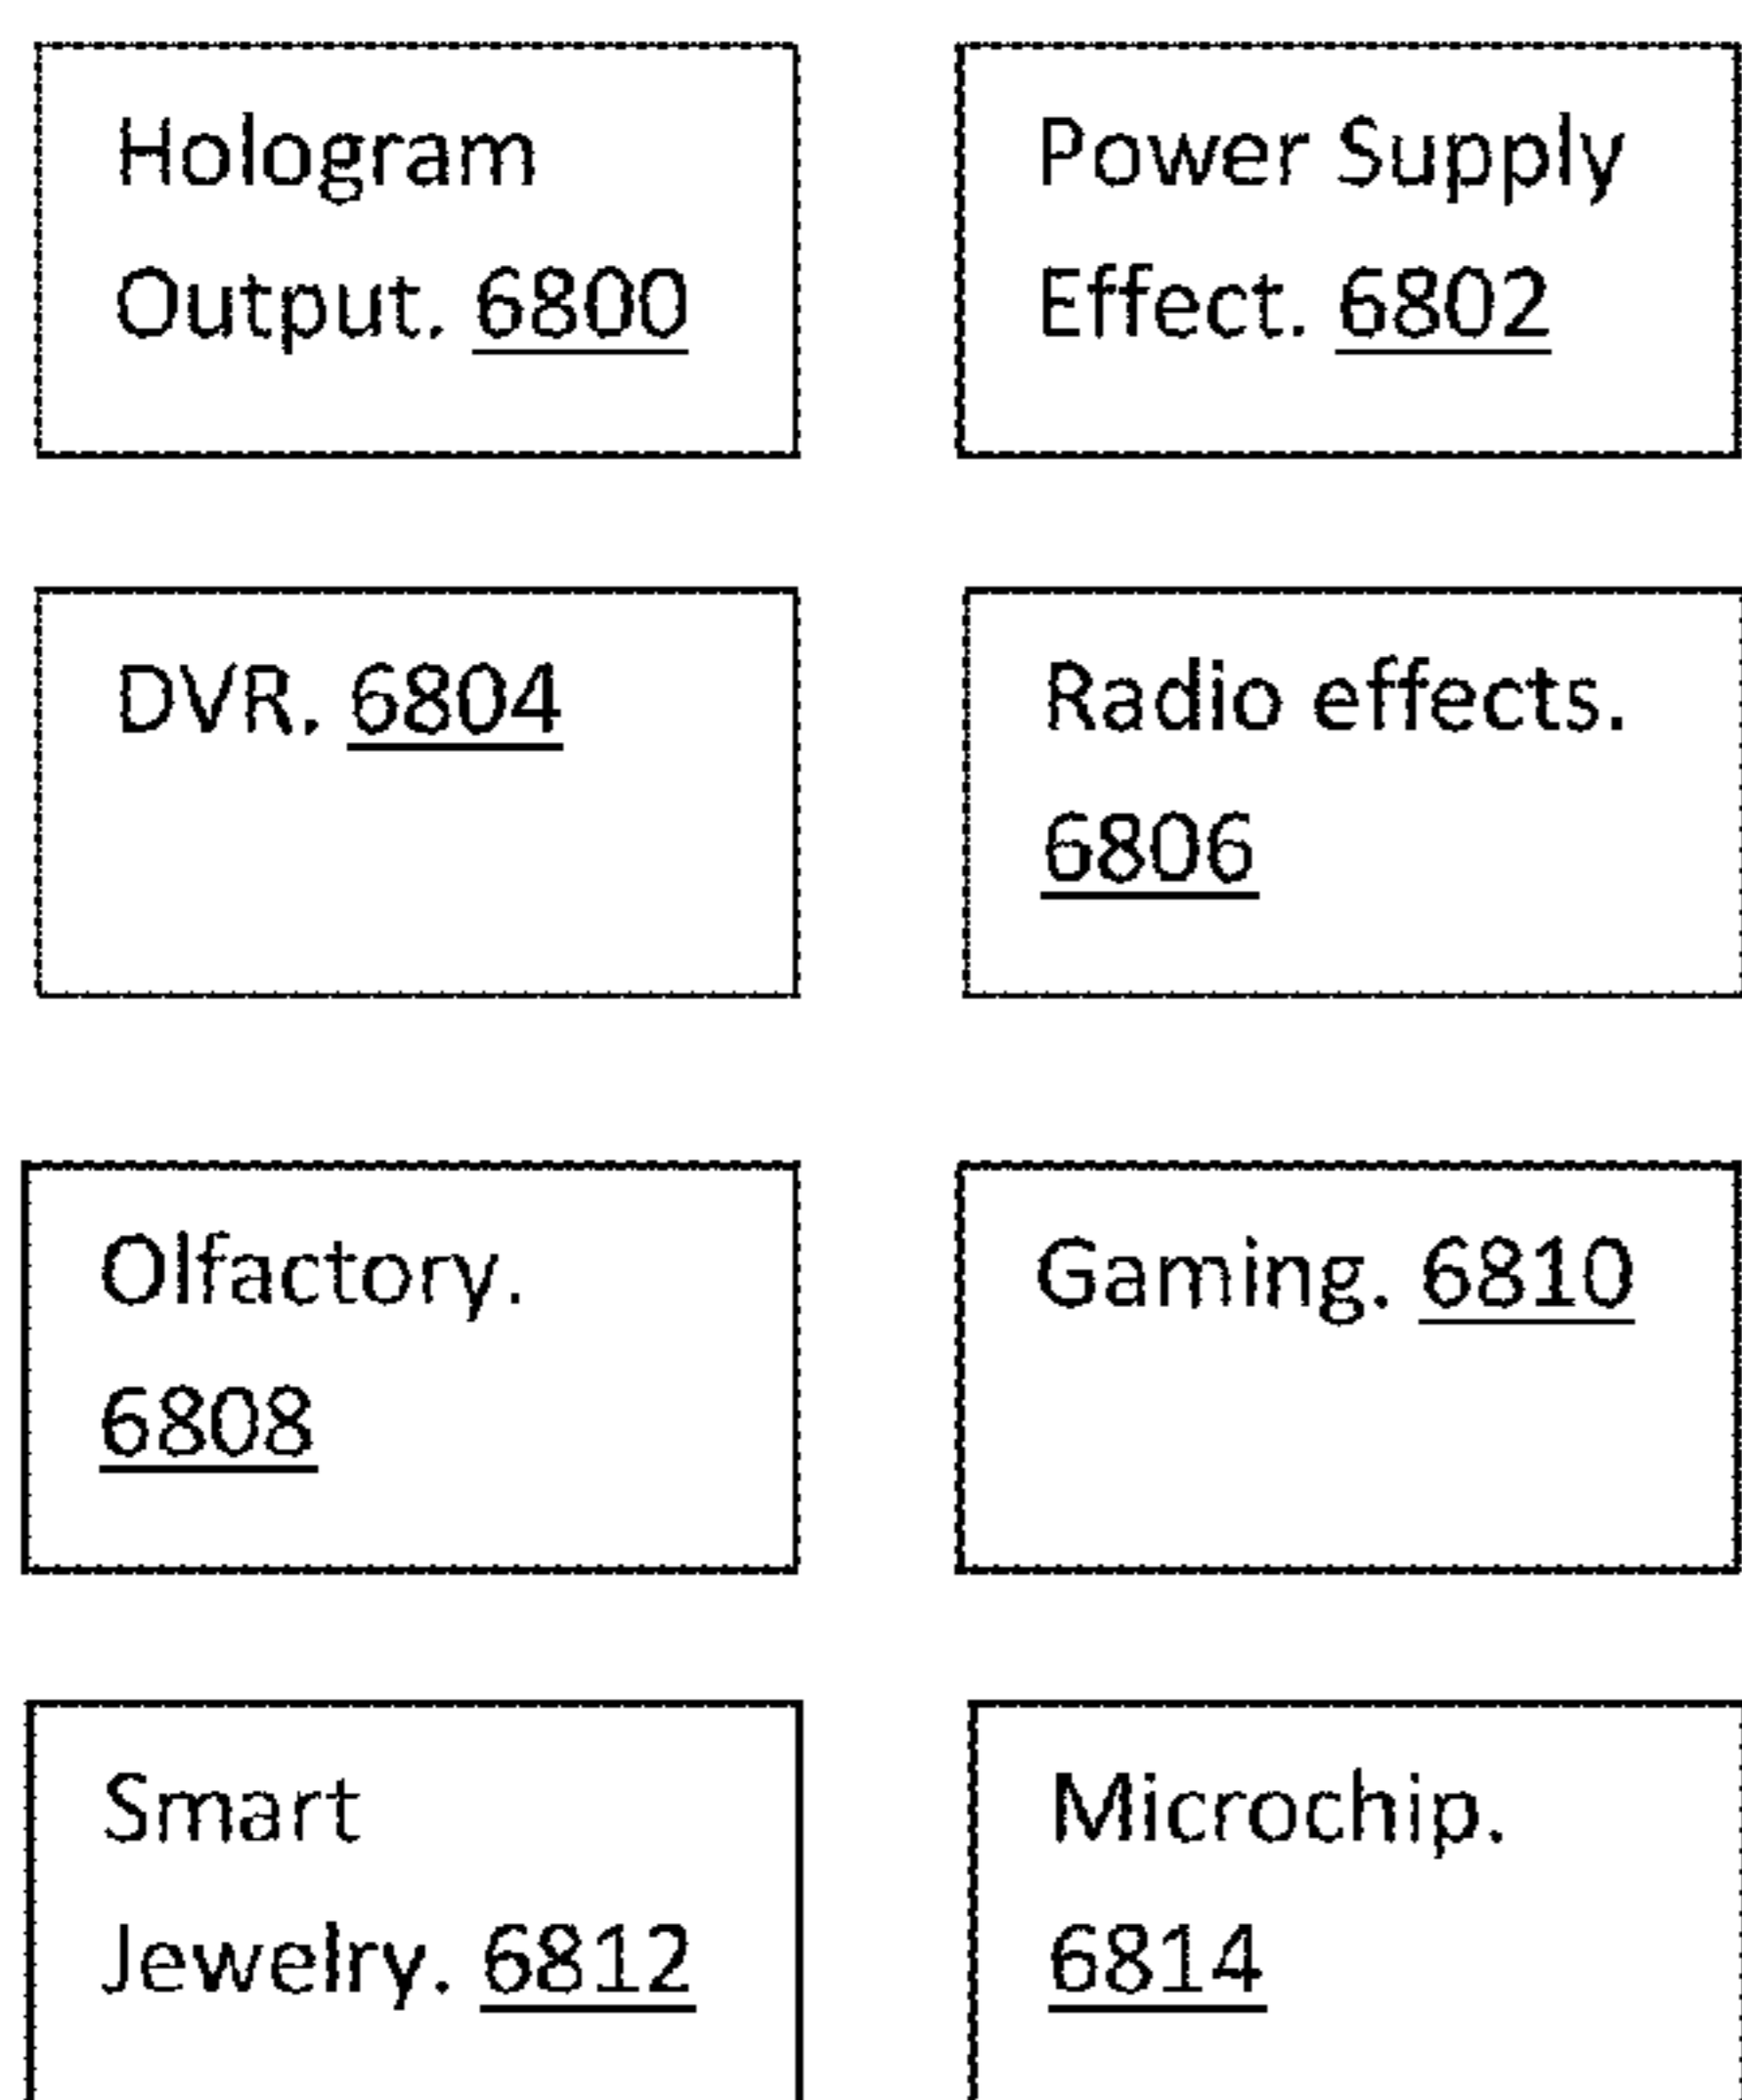 Hologram
Output. 6800
Power Supply
Effect. 6802
DVR. 6804
Radio effects.
6806
Olfactory.
6808
Gaming. 6810
Smart
Jewelry. 6812
Microchip.
6814